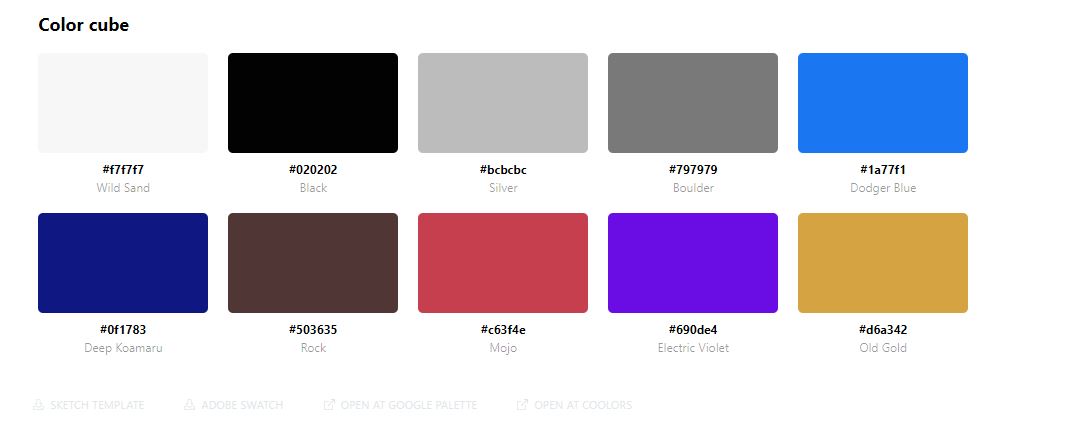 Color cube
#f7f7f7 #020202 #bcbcbc #797979 #1a77f1
Wild Sand Black Silver Boulder Dodger Blue
#0f1783 #503635 #c63f4e #690de4 #d6a342
Deep Koamaru Rock Mojo Electric Violet Old Gold
SKETCH TEMPLATE ADOBE SWATCH OPEN AT GOOGLE PALETTE OPEN AT COOLORS